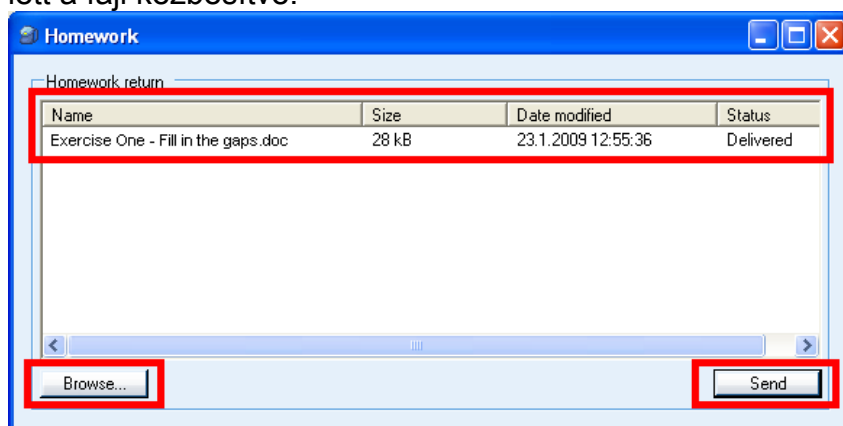 Homework
Homework return
Name Size Date modified Status
Exercise One - Fill in the gaps.doc 28 kB 23.1.2009 12:55:36 Delivered
Browse... Send